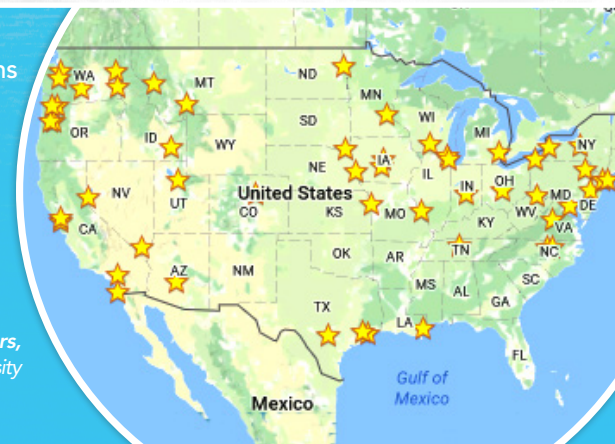 ns
WA
MT
ND
MN
OR
ID
WY
SD
WI
MI
NY
NE
IA
IL
IN
OH
MD
DE
NV
UT
United States
CO
KS
MO
KY
WV
VA
CA
AZ
NM
OK
AR
TN
NC
MS
AL
GA
SC
TX
LA
FL
rs,
sity
Gulf of
Mexico
Mexico